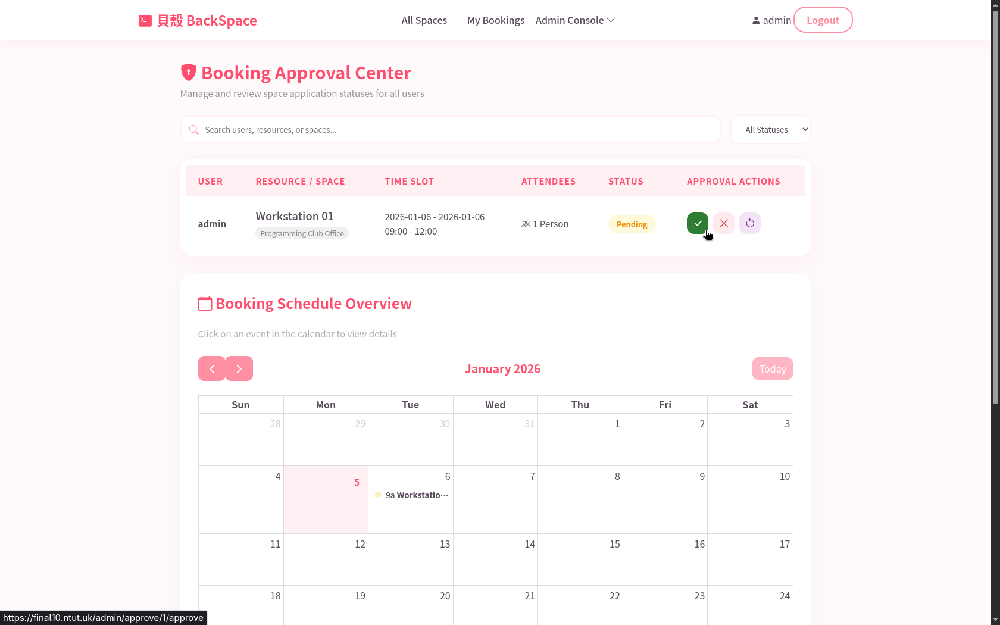 貝殼 BackSpace
All Spaces
My Bookings
Admin Console
admin
Logout
Booking Approval Center
Manage and review space application statuses for all users
Search users, resources, or spaces...
All Statuses
USER
RESOURCE / SPACE
TIME SLOT
ATTENDEES
STATUS
APPROVAL ACTIONS
admin
Workstation 01
Programming Club Office
2026-01-06 - 2026-01-06
09:00 - 12:00
1 Person
Pending
Booking Schedule Overview
Click on an event in the calendar to view details
January 2026
Today
Sun Mon Tue Wed Thu Fri Sat
28 29 30 31 1 2 3
4 5 6 7 8 9 10
9a Workstatio···
11 12 13 14 15 16 17
18 19 20 21 22 23 24
https://final10.ntut.uk/admin/approve/1/approve